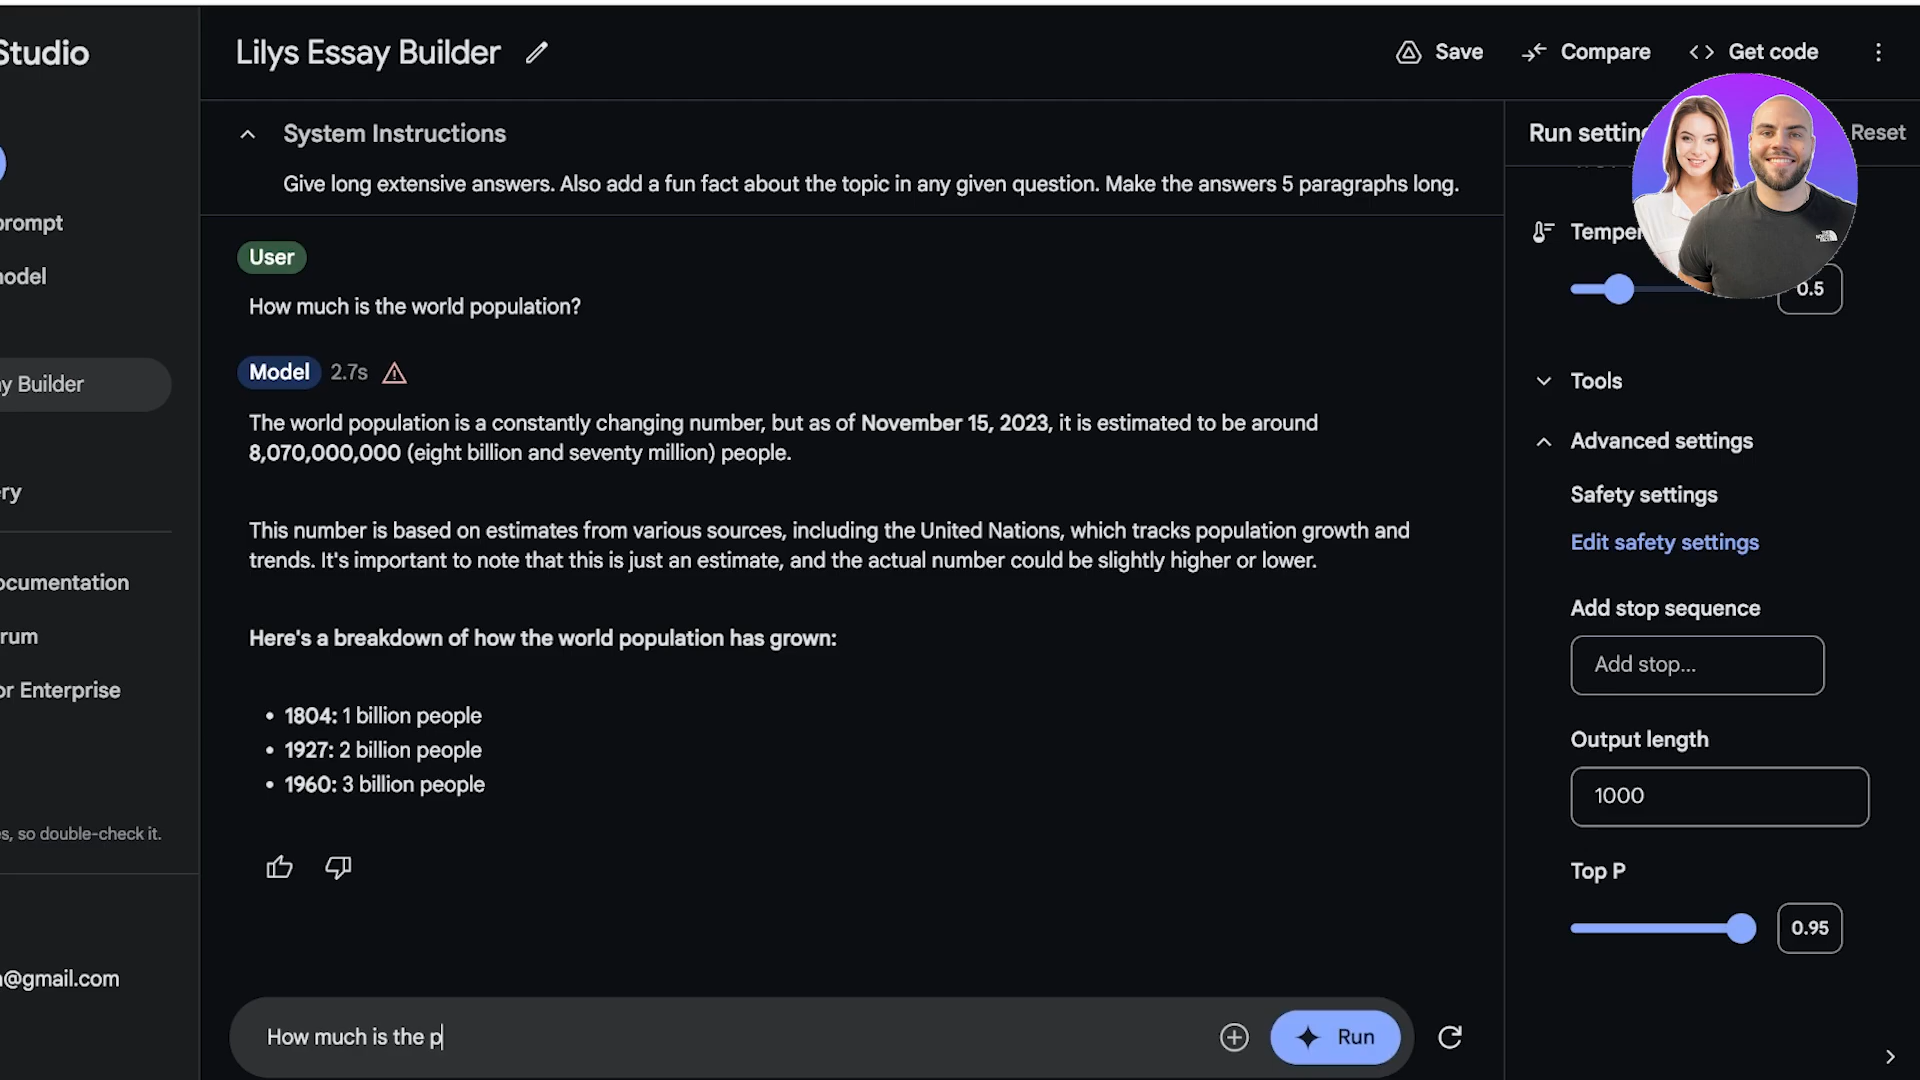 Studio
Lilys Essay Builder
Save
Compare
Get code
System Instructions
Give long extensive answers. Also add a fun fact about the topic in any given question. Make the answers 5 paragraphs long.
Reset
prompt
User
How much is the world population?
0.5
Model 2.7s
y Builder
Tools
The world population is a constantly changing number, but as of November 15, 2023, it is estimated to be around
8,070,000,000 (eight billion and seventy million) people.
Advanced settings
Safety settings
This number is based on estimates from various sources, including the United Nations, which tracks population growth and
trends. It's important to note that this is just an estimate, and the actual number could be slightly higher or lower.
Edit safety settings
ocumentation
Add stop sequence
rum
Here's a breakdown of how the world population has grown:
Add stop...
or Enterprise
• 1804: 1 billion people
• 1927: 2 billion people
• 1960: 3 billion people
Output length
1000
s, so double-check it.
Top P
0.95
@gmail.com
How much is the p
Run